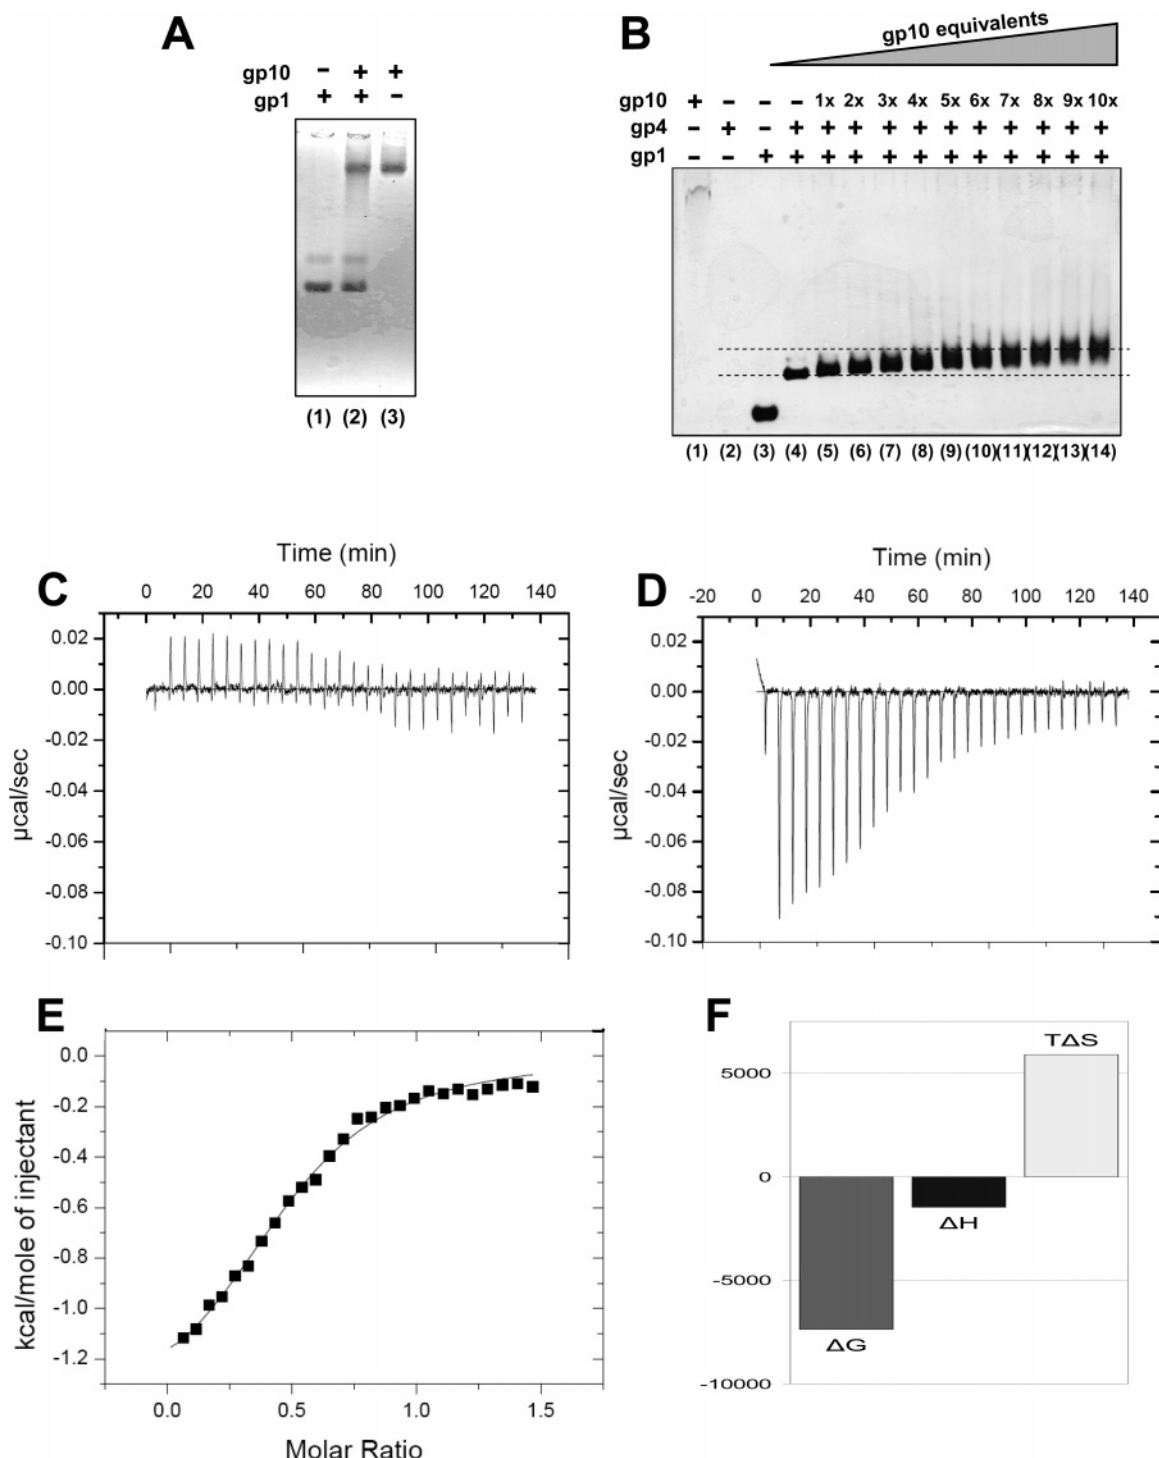 A
gp10 - + +
gp1 + + -
(1) (2) (3)
B
gp10 equivalents
gp10 + - - - 1x 2x 3x 4x 5x 6x 7x 8x 9x 10x
gp4 - + - + + + + + + + + + + +
gp1 - - + + + + + + + + + + + +
(1) (2) (3) (4) (5) (6) (7) (8) (9) (10) (11) (12) (13) (14)
C
Time (min)
0 20 40 60 80 100 120 140
0.02
0.00
-0.02
-0.04
-0.06
-0.08
-0.10
µcal/sec
D
Time (min)
-20 0 20 40 60 80 100 120 140
0.02
0.00
-0.02
-0.04
-0.06
-0.08
-0.10
µcal/sec
E
0.0
-0.2
-0.4
-0.6
-0.8
-1.0
-1.2
kcal/mole of injectant
0.0 0.5 1.0 1.5
Molar Ratio
F
TΔS
5000
0
ΔH
-5000
ΔG
-10000